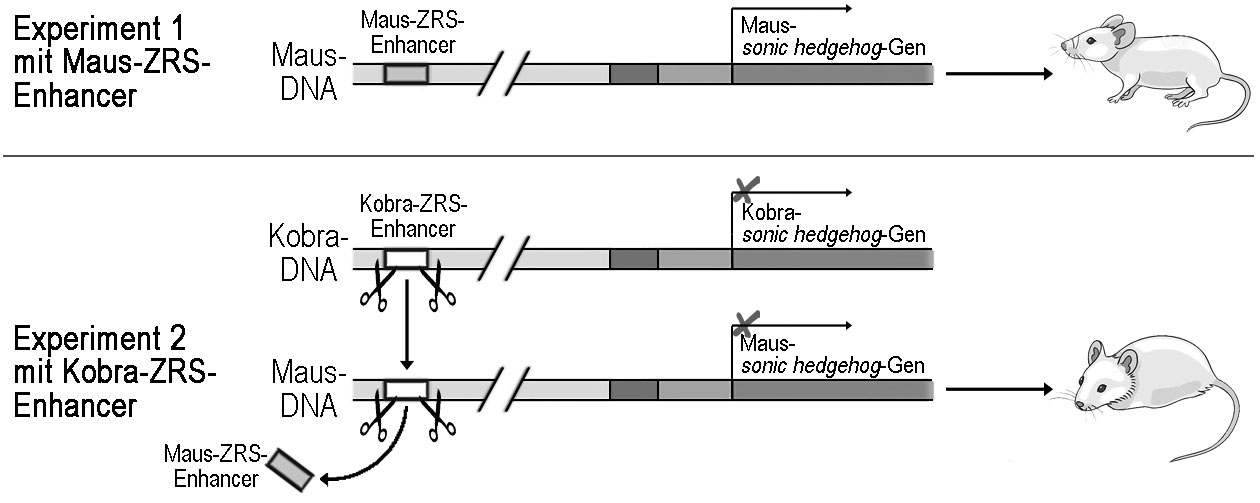 Experiment 1
mit Maus-ZRS-
Enhancer
Maus-
DNA
Maus-ZRS-
Enhancer
Maus-
sonic hedgehog-Gen
Kobra-
DNA
Kobra-ZRS-
Enhancer
Kobra-
sonic hedgehog-Gen
Experiment 2
mit Kobra-ZRS-
Enhancer
Maus-
DNA
Maus-
sonic hedgehog-Gen
Maus-ZRS-
Enhancer